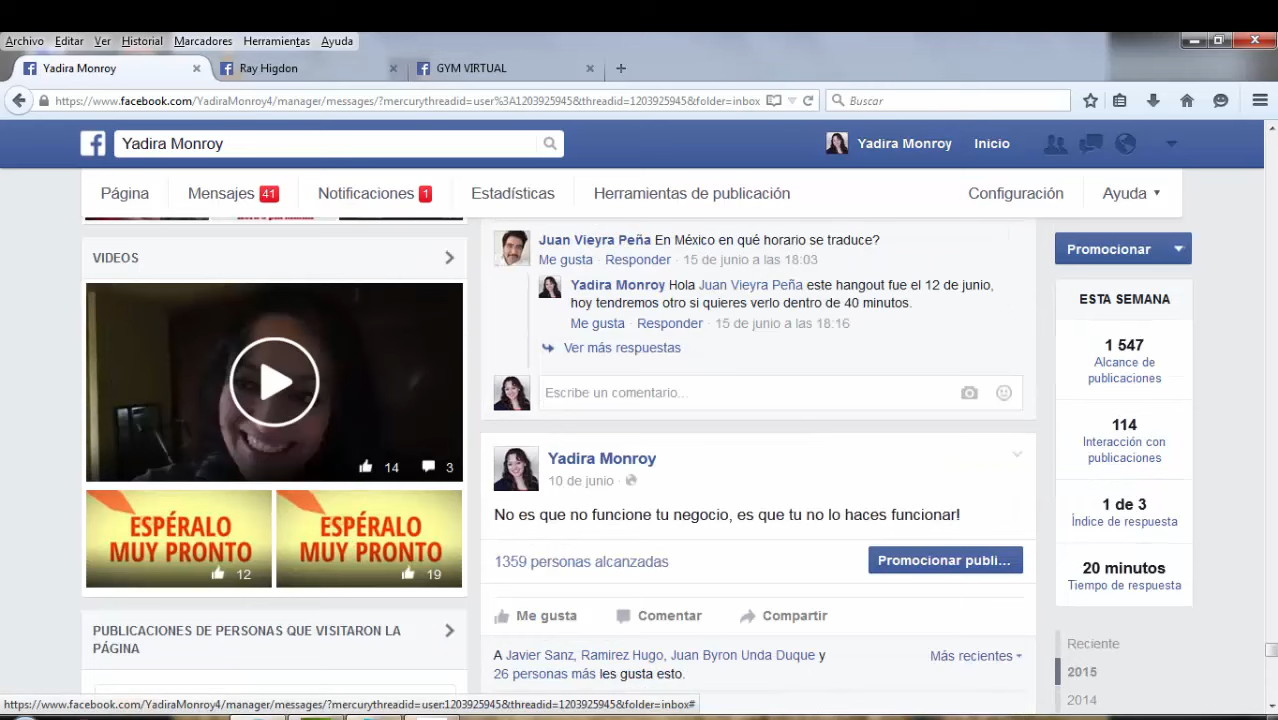 Archivo Editar Ver Historial Marcadores Herramientas Ayuda
Yadira Monroy Ray Higdon GYM VIRTUAL
https://www.facebook.com/YadiraMonroy4/manager/messages/?mercurythreadid=user%3A1203925945&threadid=1203925945&folder=inbox Buscar
Yadira Monroy Yadira Monroy Inicio
Página Mensajes 41 Notificaciones 1 Estadísticas Herramientas de publicación Configuración Ayuda
VIDEOS
14 3
ESPÉRALO
MUY PRONTO
12
ESPÉRALO
MUY PRONTO
19
PUBLICACIONES DE PERSONAS QUE VISITARON LA
PÁGINA
Juan Vieyra Peña En México en qué horario se traduce?
Me gusta · Responder · 15 de junio a las 18:03
Yadira Monroy Hola Juan Vieyra Peña este hangout fue el 12 de junio,
hoy tendremos otro si quieres verlo dentro de 40 minutos.
Me gusta · Responder · 15 de junio a las 18:16
Ver más respuestas
Escribe un comentario...
Yadira Monroy
10 de junio ·
No es que no funcione tu negocio, es que tu no lo haces funcionar!
1359 personas alcanzadas Promocionar publi...
Me gusta Comentar Compartir
A Javier Sanz, Ramirez Hugo, Juan Byron Unda Duque y
26 personas más les gusta esto.
Más recientes
Promocionar
ESTA SEMANA
1 547
Alcance de
publicaciones
114
Interacción con
publicaciones
1 de 3
Índice de respuesta
20 minutos
Tiempo de respuesta
Reciente
2015
2014
https://www.facebook.com/YadiraMonroy4/manager/messages/?mercurythreadid=user:1203925945&threadid=1203925945&folder=inbox#